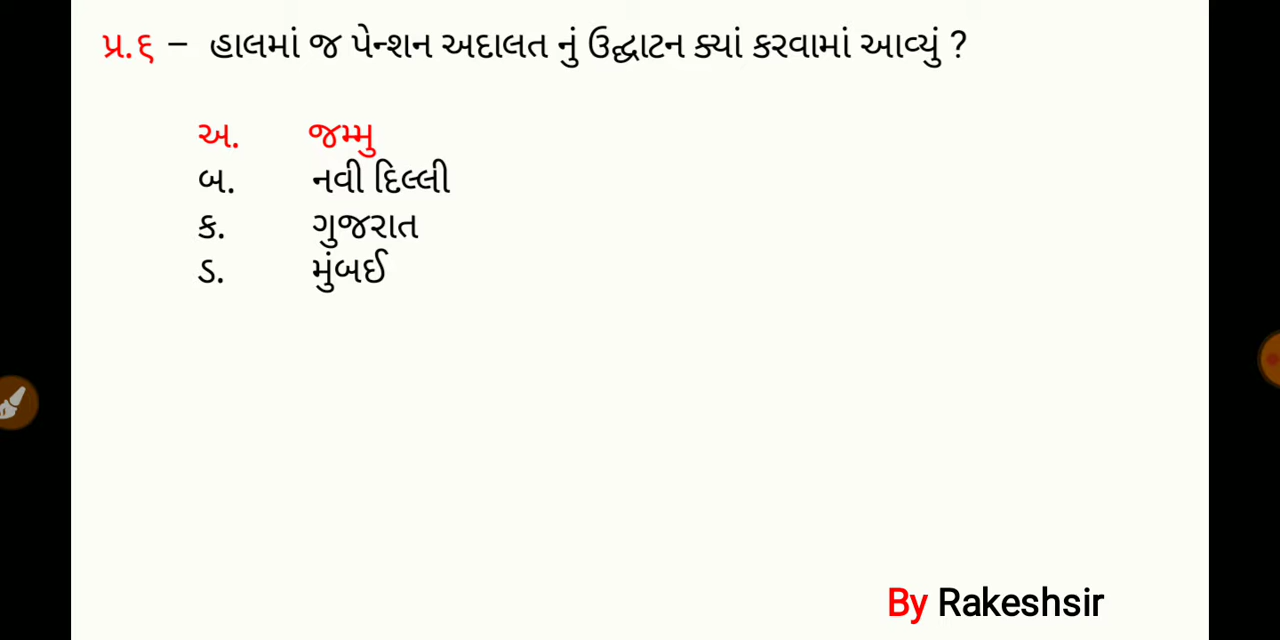 પ્ર.૬ – હાલમાં જ પેન્શન અદાલત નું ઉદ્ઘાટન ક્યાં કરવામાં આવ્યું ?
અ. જમ્મુ
બ. નવી દિલ્લી
ક. ગુજરાત
ડ. મુંબઈ
By Rakeshsir